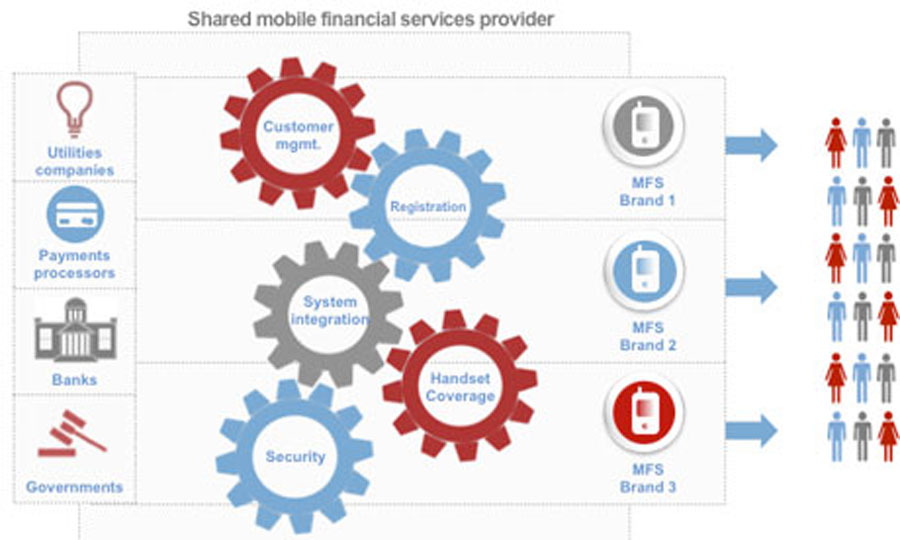 Shared mobile financial services provider
Utilities
companies
Payments
processors
Banks
Governments
Customer
mgmt.
Registration
System
integration
Handset
Coverage
Security
MFS
Brand 1
MFS
Brand 2
MFS
Brand 3